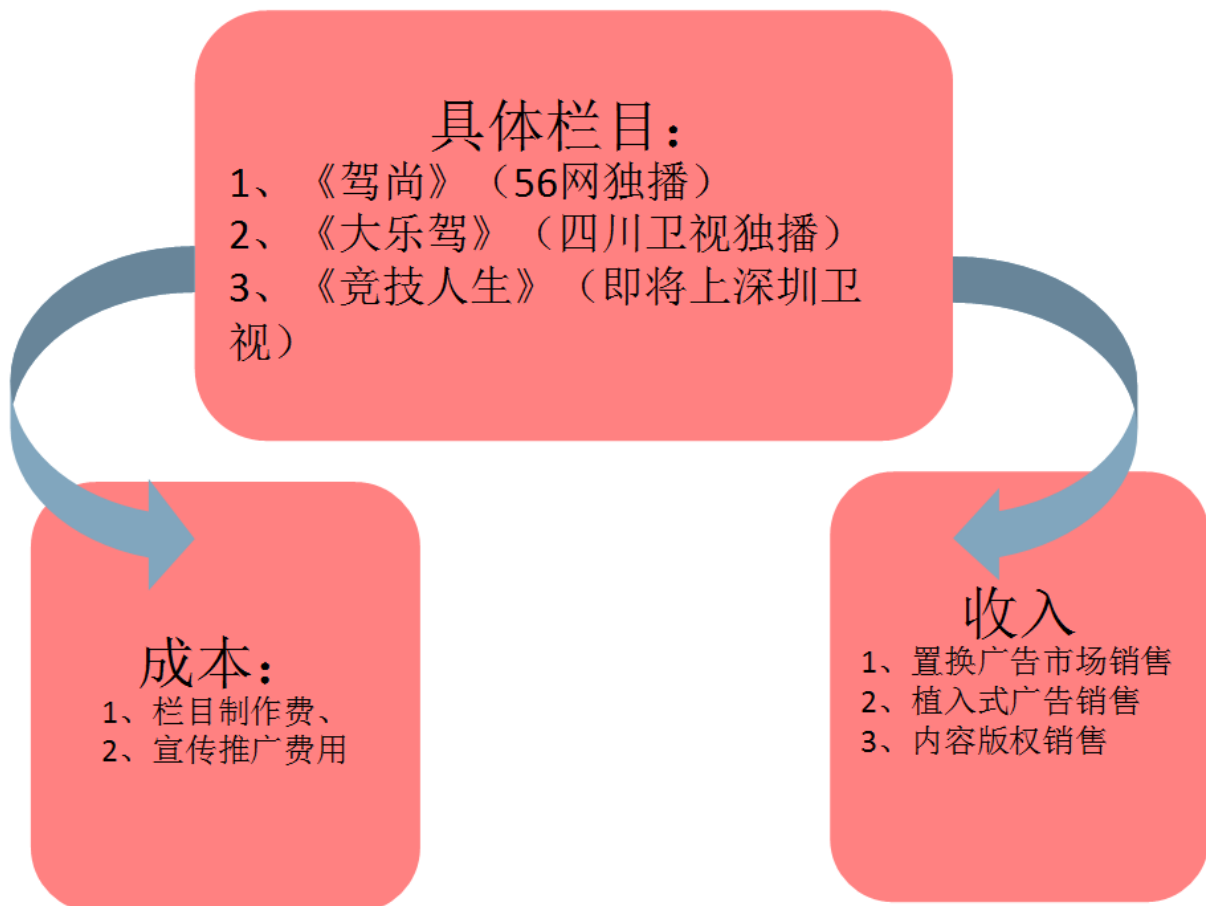 具体栏目：
1、《驾尚》（56网独播）
2、《大乐驾》（四川卫视独播）
3、《竞技人生》（即将上深圳卫
视）
成本：
1、栏目制作费、
2、宣传推广费用
收入
1、置换广告市场销售
2、植入式广告销售
3、内容版权销售